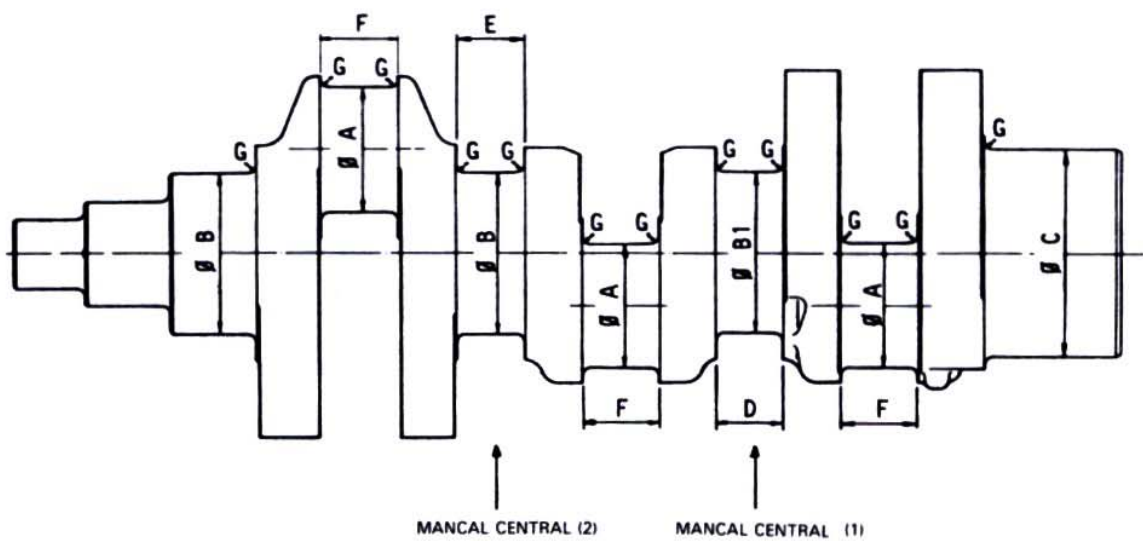 F E
G G
G G G G G G
Ø A
G G G G
Ø B Ø B Ø B1 Ø C
Ø A Ø A
F D F
MANCAL CENTRAL (2) MANCAL CENTRAL (1)